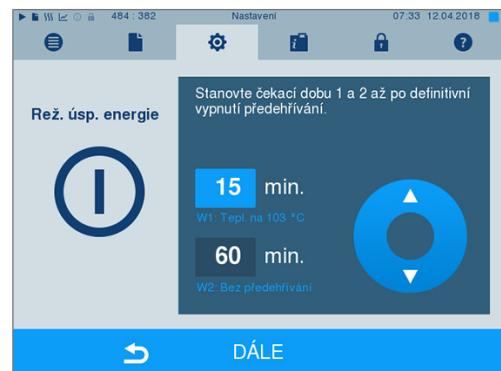 484 : 382 Nastavení 07:33 12.04.2018
Rež. úsp. energie
Stanovte čekací dobu 1 a 2 až po definitivní
vypnutí předehřívání.
15 min.
W1: Tepl. na 103 °C
60 min.
W2: Bez předehřívání
DÁLE